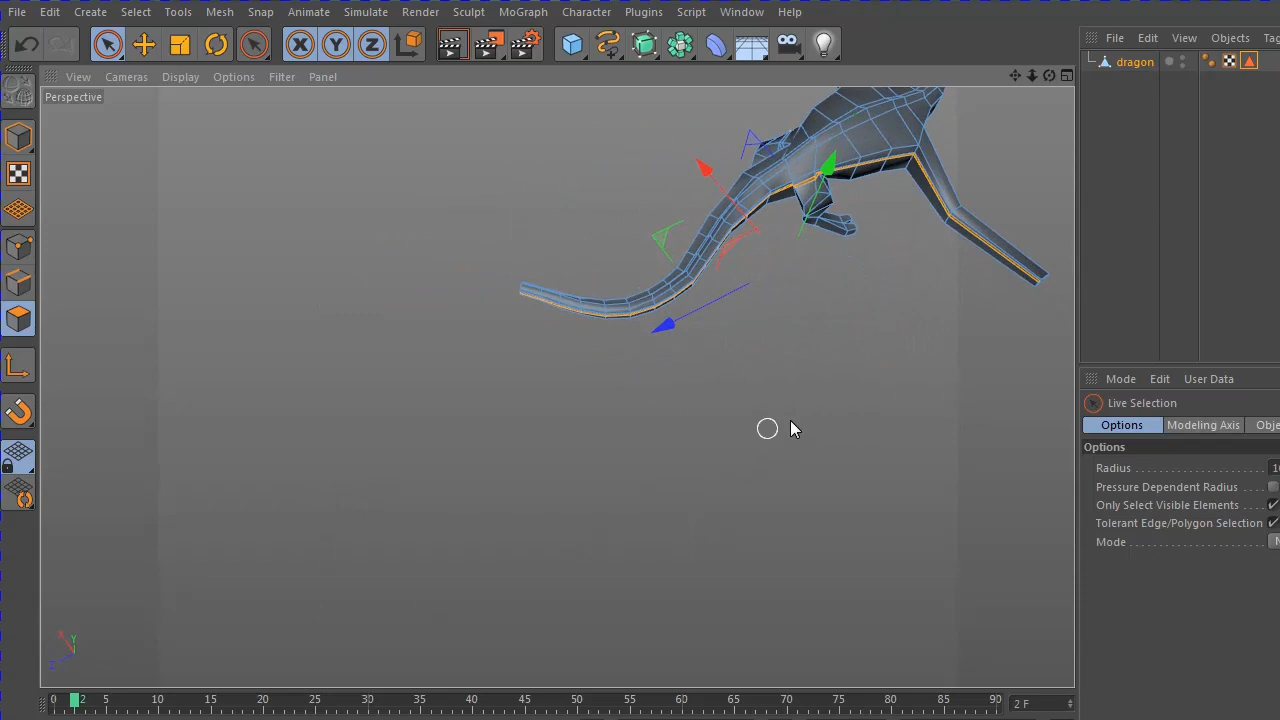 File Edit Create Select Tools Mesh Snap Animate Simulate Render Sculpt MoGraph Character Plugins Script Window Help
File Edit View Objects Tag
View Cameras Display Options Filter Panel
dragon
Perspective
Mode Edit User Data
Live Selection
Options Modeling Axis Obje
Options
Radius
Pressure Dependent Radius
Only Select Visible Elements
Tolerant Edge/Polygon Selection
Mode
X Y
Z
0 2 5 10 15 20 25 30 35 40 45 50 55 60 65 70 75 80 85 90 2 F